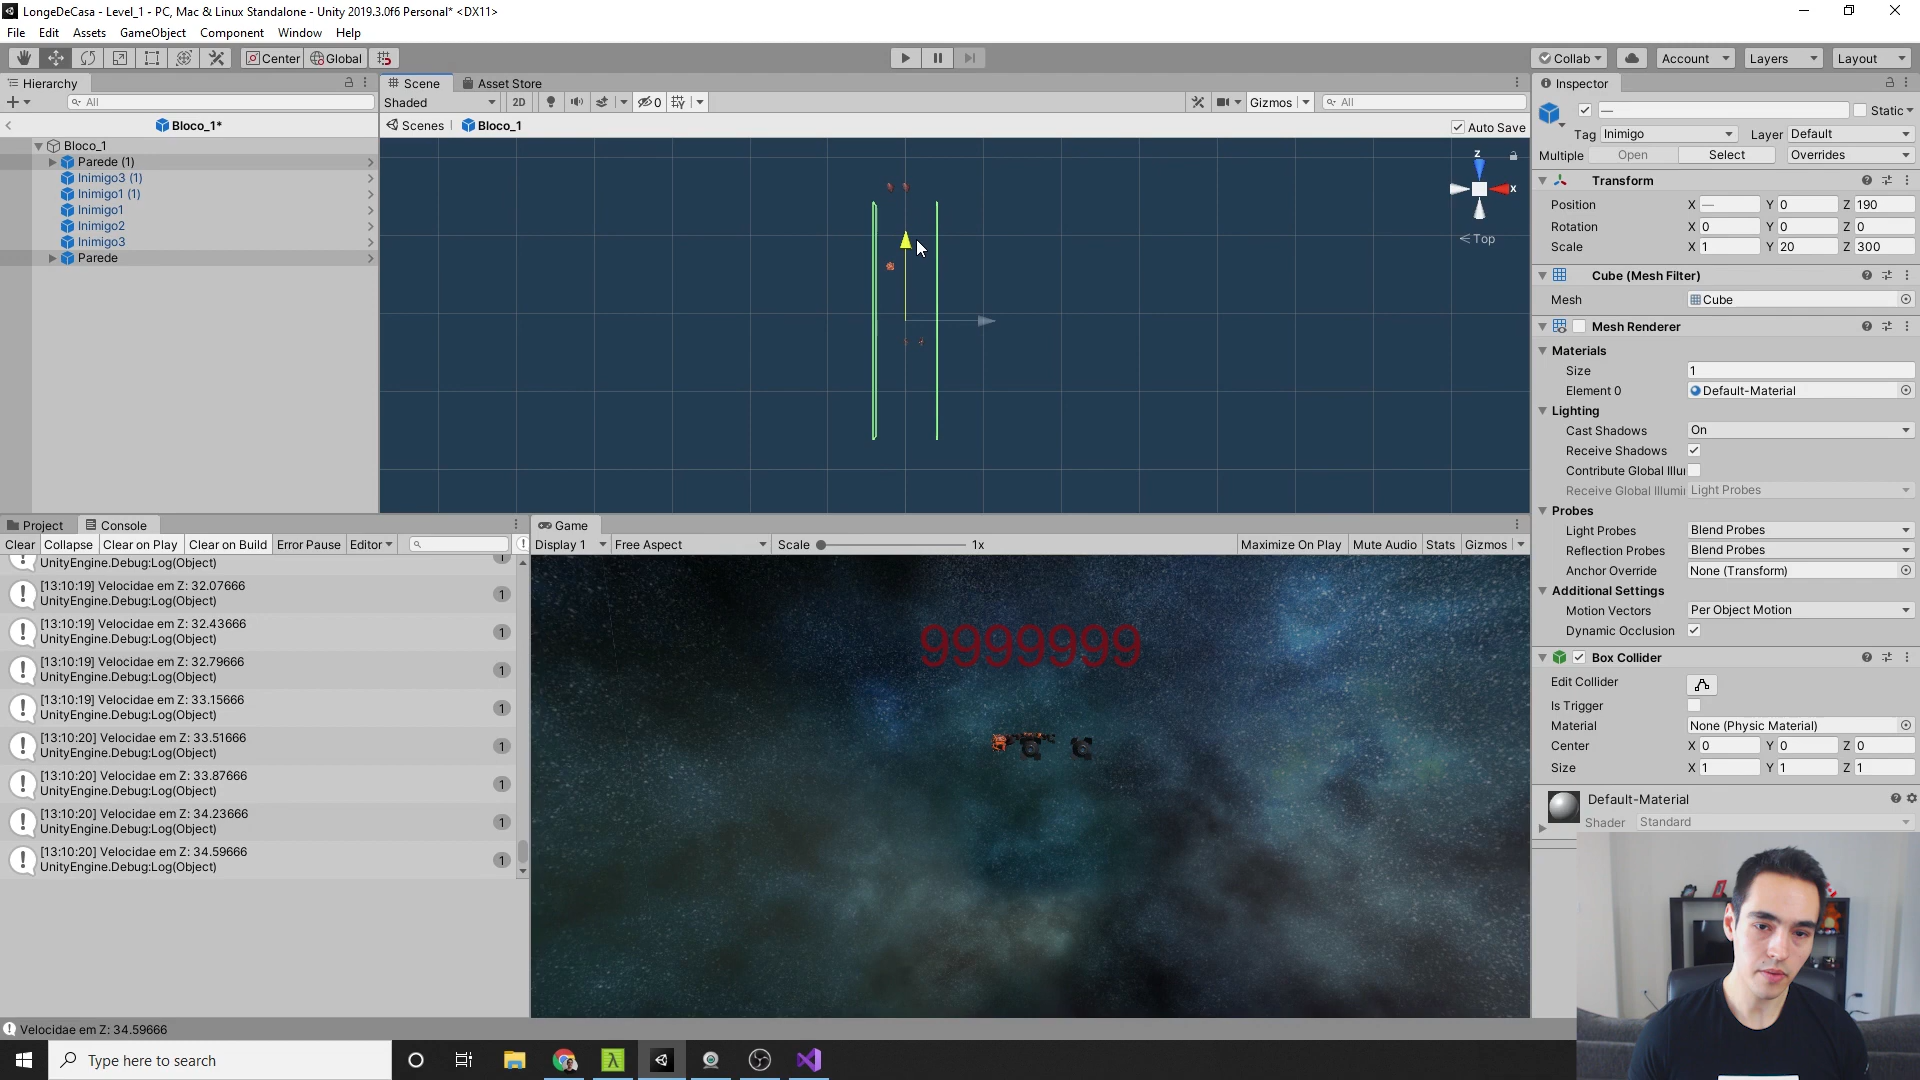 LongeDeCasa - Level_1 - PC, Mac & Linux Standalone - Unity 2019.3.0f6 Personal* <DX11>
File Edit Assets GameObject Component Window Help
Center Global Collab Account Layers Layout
Hierarchy
All
Bloco_1*
Bloco_1
Parede (1)
Inimigo3 (1)
Inimigo1 (1)
Inimigo1
Inimigo2
Inimigo3
Parede
Scene Asset Store
Shaded 2D 0 Gizmos All
Scenes Bloco_1 Auto Save
z
x
Top
Project Console
Clear Collapse Clear on Play Clear on Build Error Pause Editor
UnityEngine.Debug:Log(Object) 1
[13:10:19] Velocidae em Z: 32.07666
UnityEngine.Debug:Log(Object) 1
[13:10:19] Velocidae em Z: 32.43666
UnityEngine.Debug:Log(Object) 1
[13:10:19] Velocidae em Z: 32.79666
UnityEngine.Debug:Log(Object) 1
[13:10:19] Velocidae em Z: 33.15666
UnityEngine.Debug:Log(Object) 1
[13:10:20] Velocidae em Z: 33.51666
UnityEngine.Debug:Log(Object) 1
[13:10:20] Velocidae em Z: 33.87666
UnityEngine.Debug:Log(Object) 1
[13:10:20] Velocidae em Z: 34.23666
UnityEngine.Debug:Log(Object) 1
[13:10:20] Velocidae em Z: 34.59666
UnityEngine.Debug:Log(Object) 1
Game
Display 1 Free Aspect Scale 1x Maximize On Play Mute Audio Stats Gizmos
9999999
Inspector
— Static
Tag Inimigo Layer Default
Multiple Open Select Overrides
Transform
Position X — Y 0 Z 190
Rotation X 0 Y 0 Z 0
Scale X 1 Y 20 Z 300
Cube (Mesh Filter)
Mesh Cube
Mesh Renderer
Materials
Size 1
Element 0 Default-Material
Lighting
Cast Shadows On
Receive Shadows
Contribute Global Illu
Receive Global Illumi Light Probes
Probes
Light Probes Blend Probes
Reflection Probes Blend Probes
Anchor Override None (Transform)
Additional Settings
Motion Vectors Per Object Motion
Dynamic Occlusion
Box Collider
Edit Collider
Is Trigger
Material None (Physic Material)
Center X 0 Y 0 Z 0
Size X 1 Y 1 Z 1
Default-Material
Shader Standard
Velocidae em Z: 34.59666
Type here to search